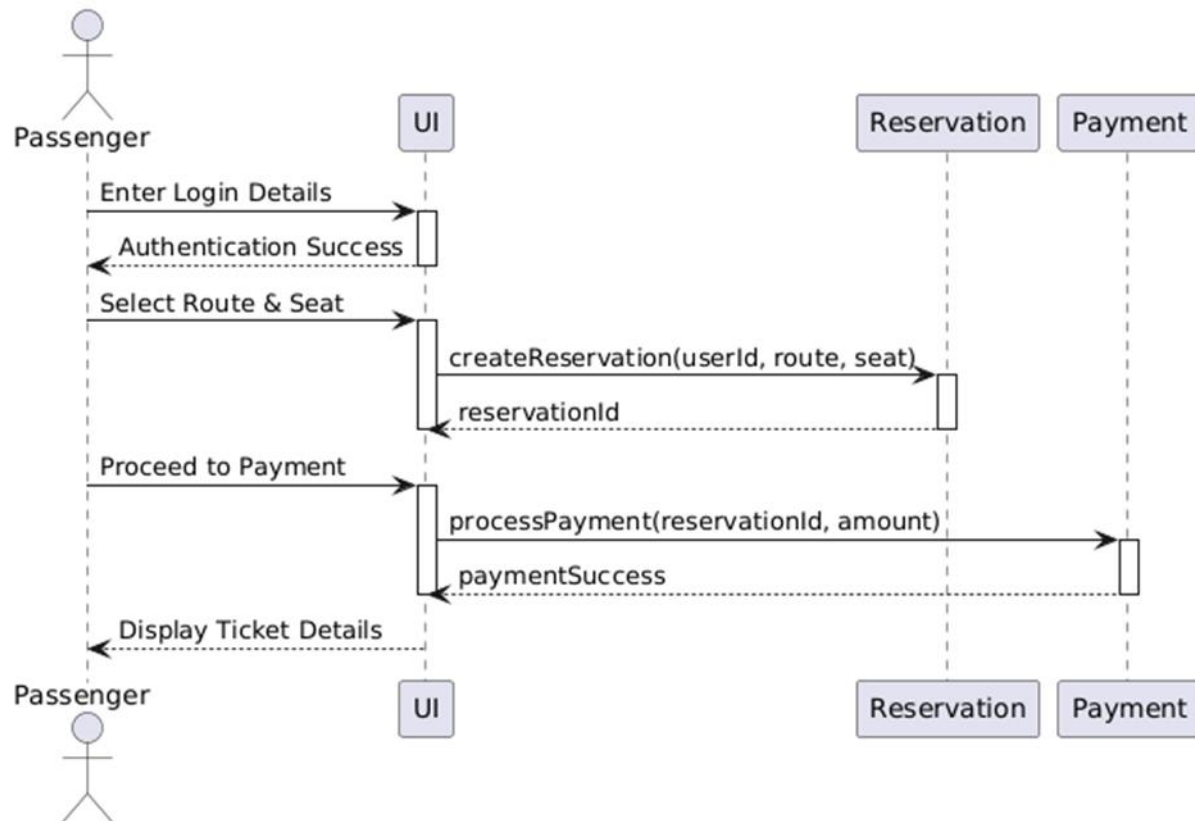 Passenger
UI
Reservation
Payment
Enter Login Details
Authentication Success
Select Route & Seat
createReservation(userId, route, seat)
reservationId
Proceed to Payment
processPayment(reservationId, amount)
paymentSuccess
Display Ticket Details
Passenger
UI
Reservation
Payment